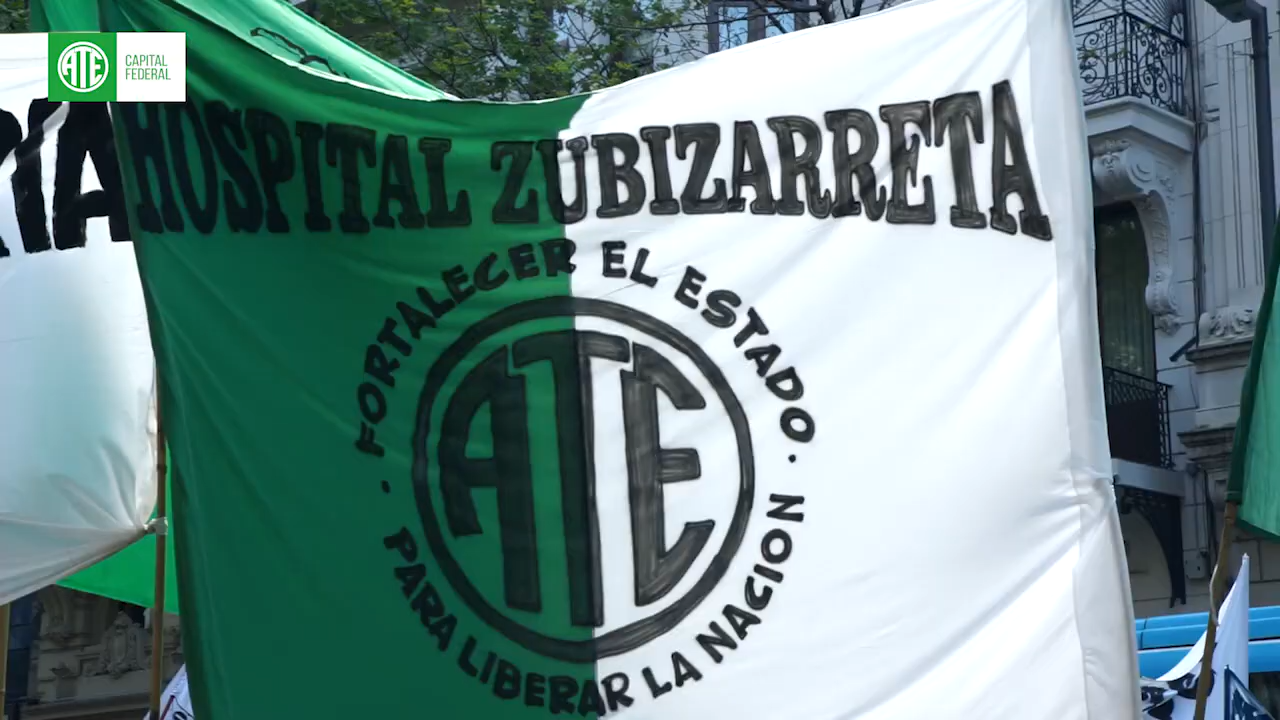 ATE
CAPITAL
FEDERAL
HOSPITAL ZUBIZARRETA
FORTALECER EL ESTADO
ATE
· PARA LIBERAR LA NACION ·